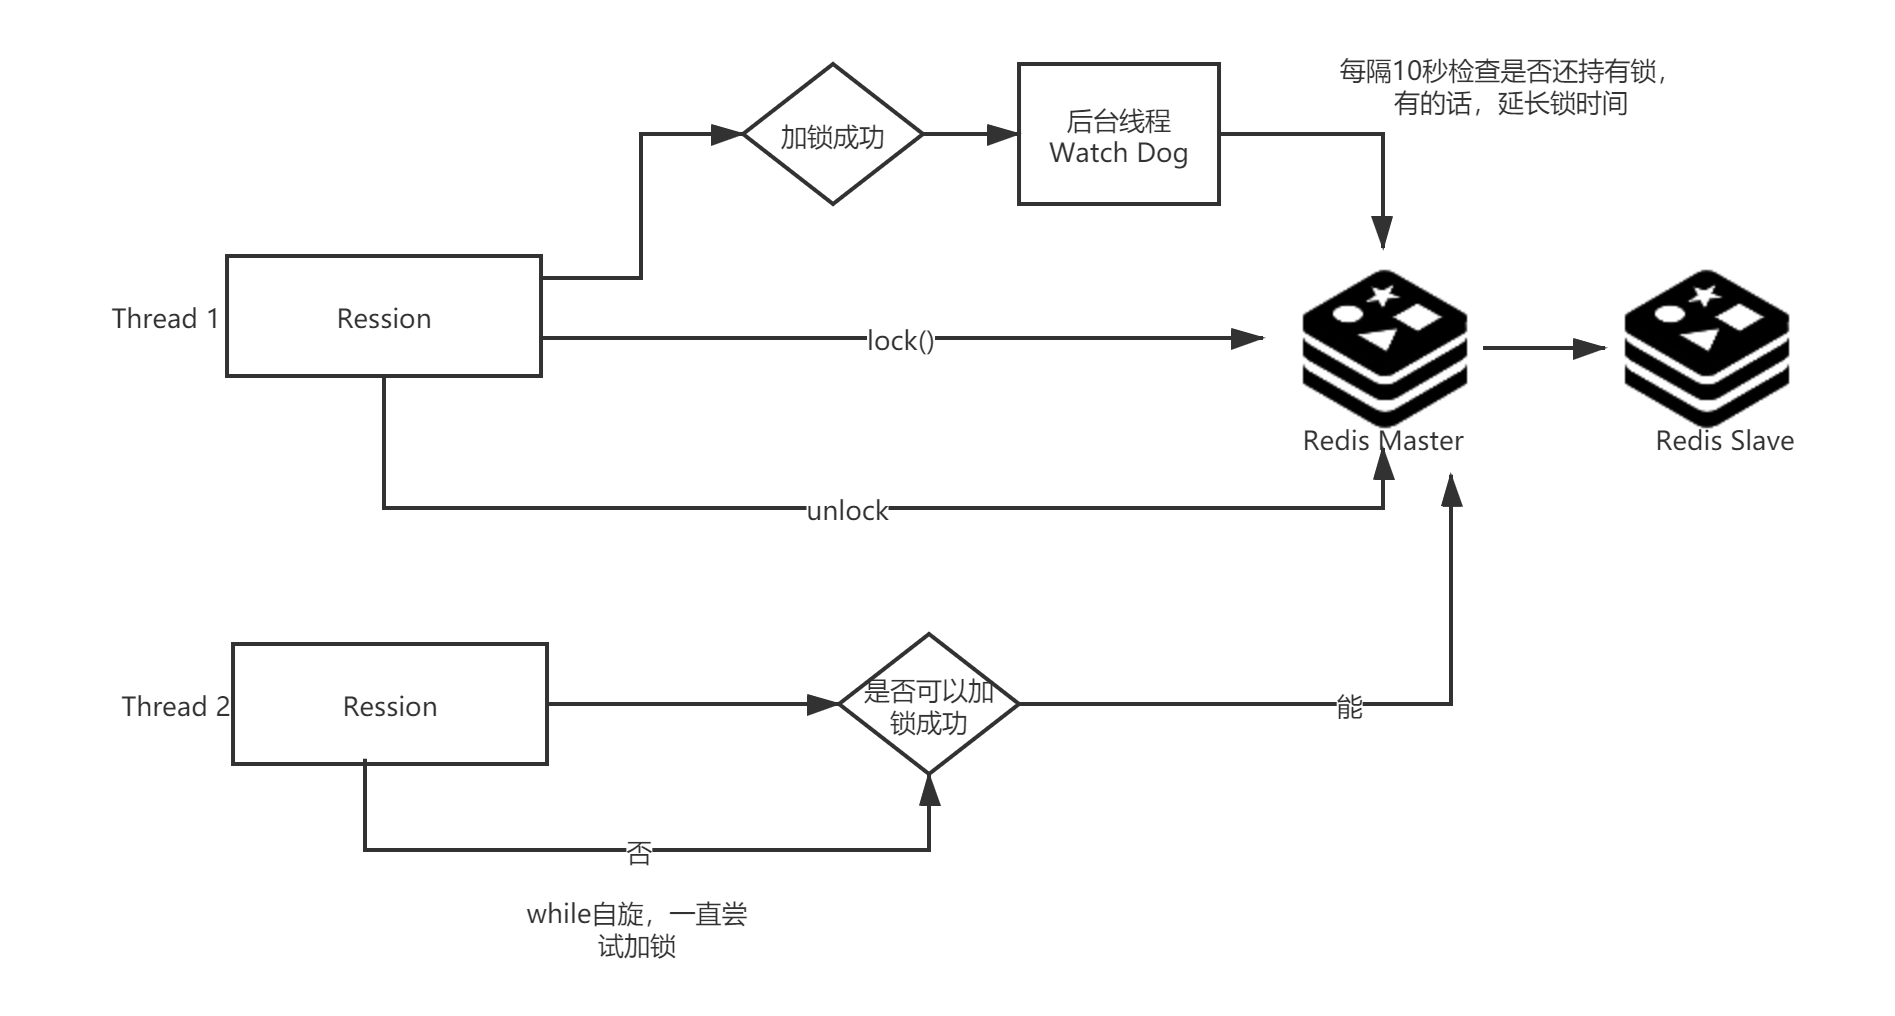 每隔10秒检查是否还持有锁，
有的话，延长锁时间
加锁成功
后台线程
Watch Dog
Thread 1
Ression
lock()
Redis Master
Redis Slave
unlock
Thread 2
Ression
是否可以加
锁成功
能
否
while自旋，一直尝
试加锁